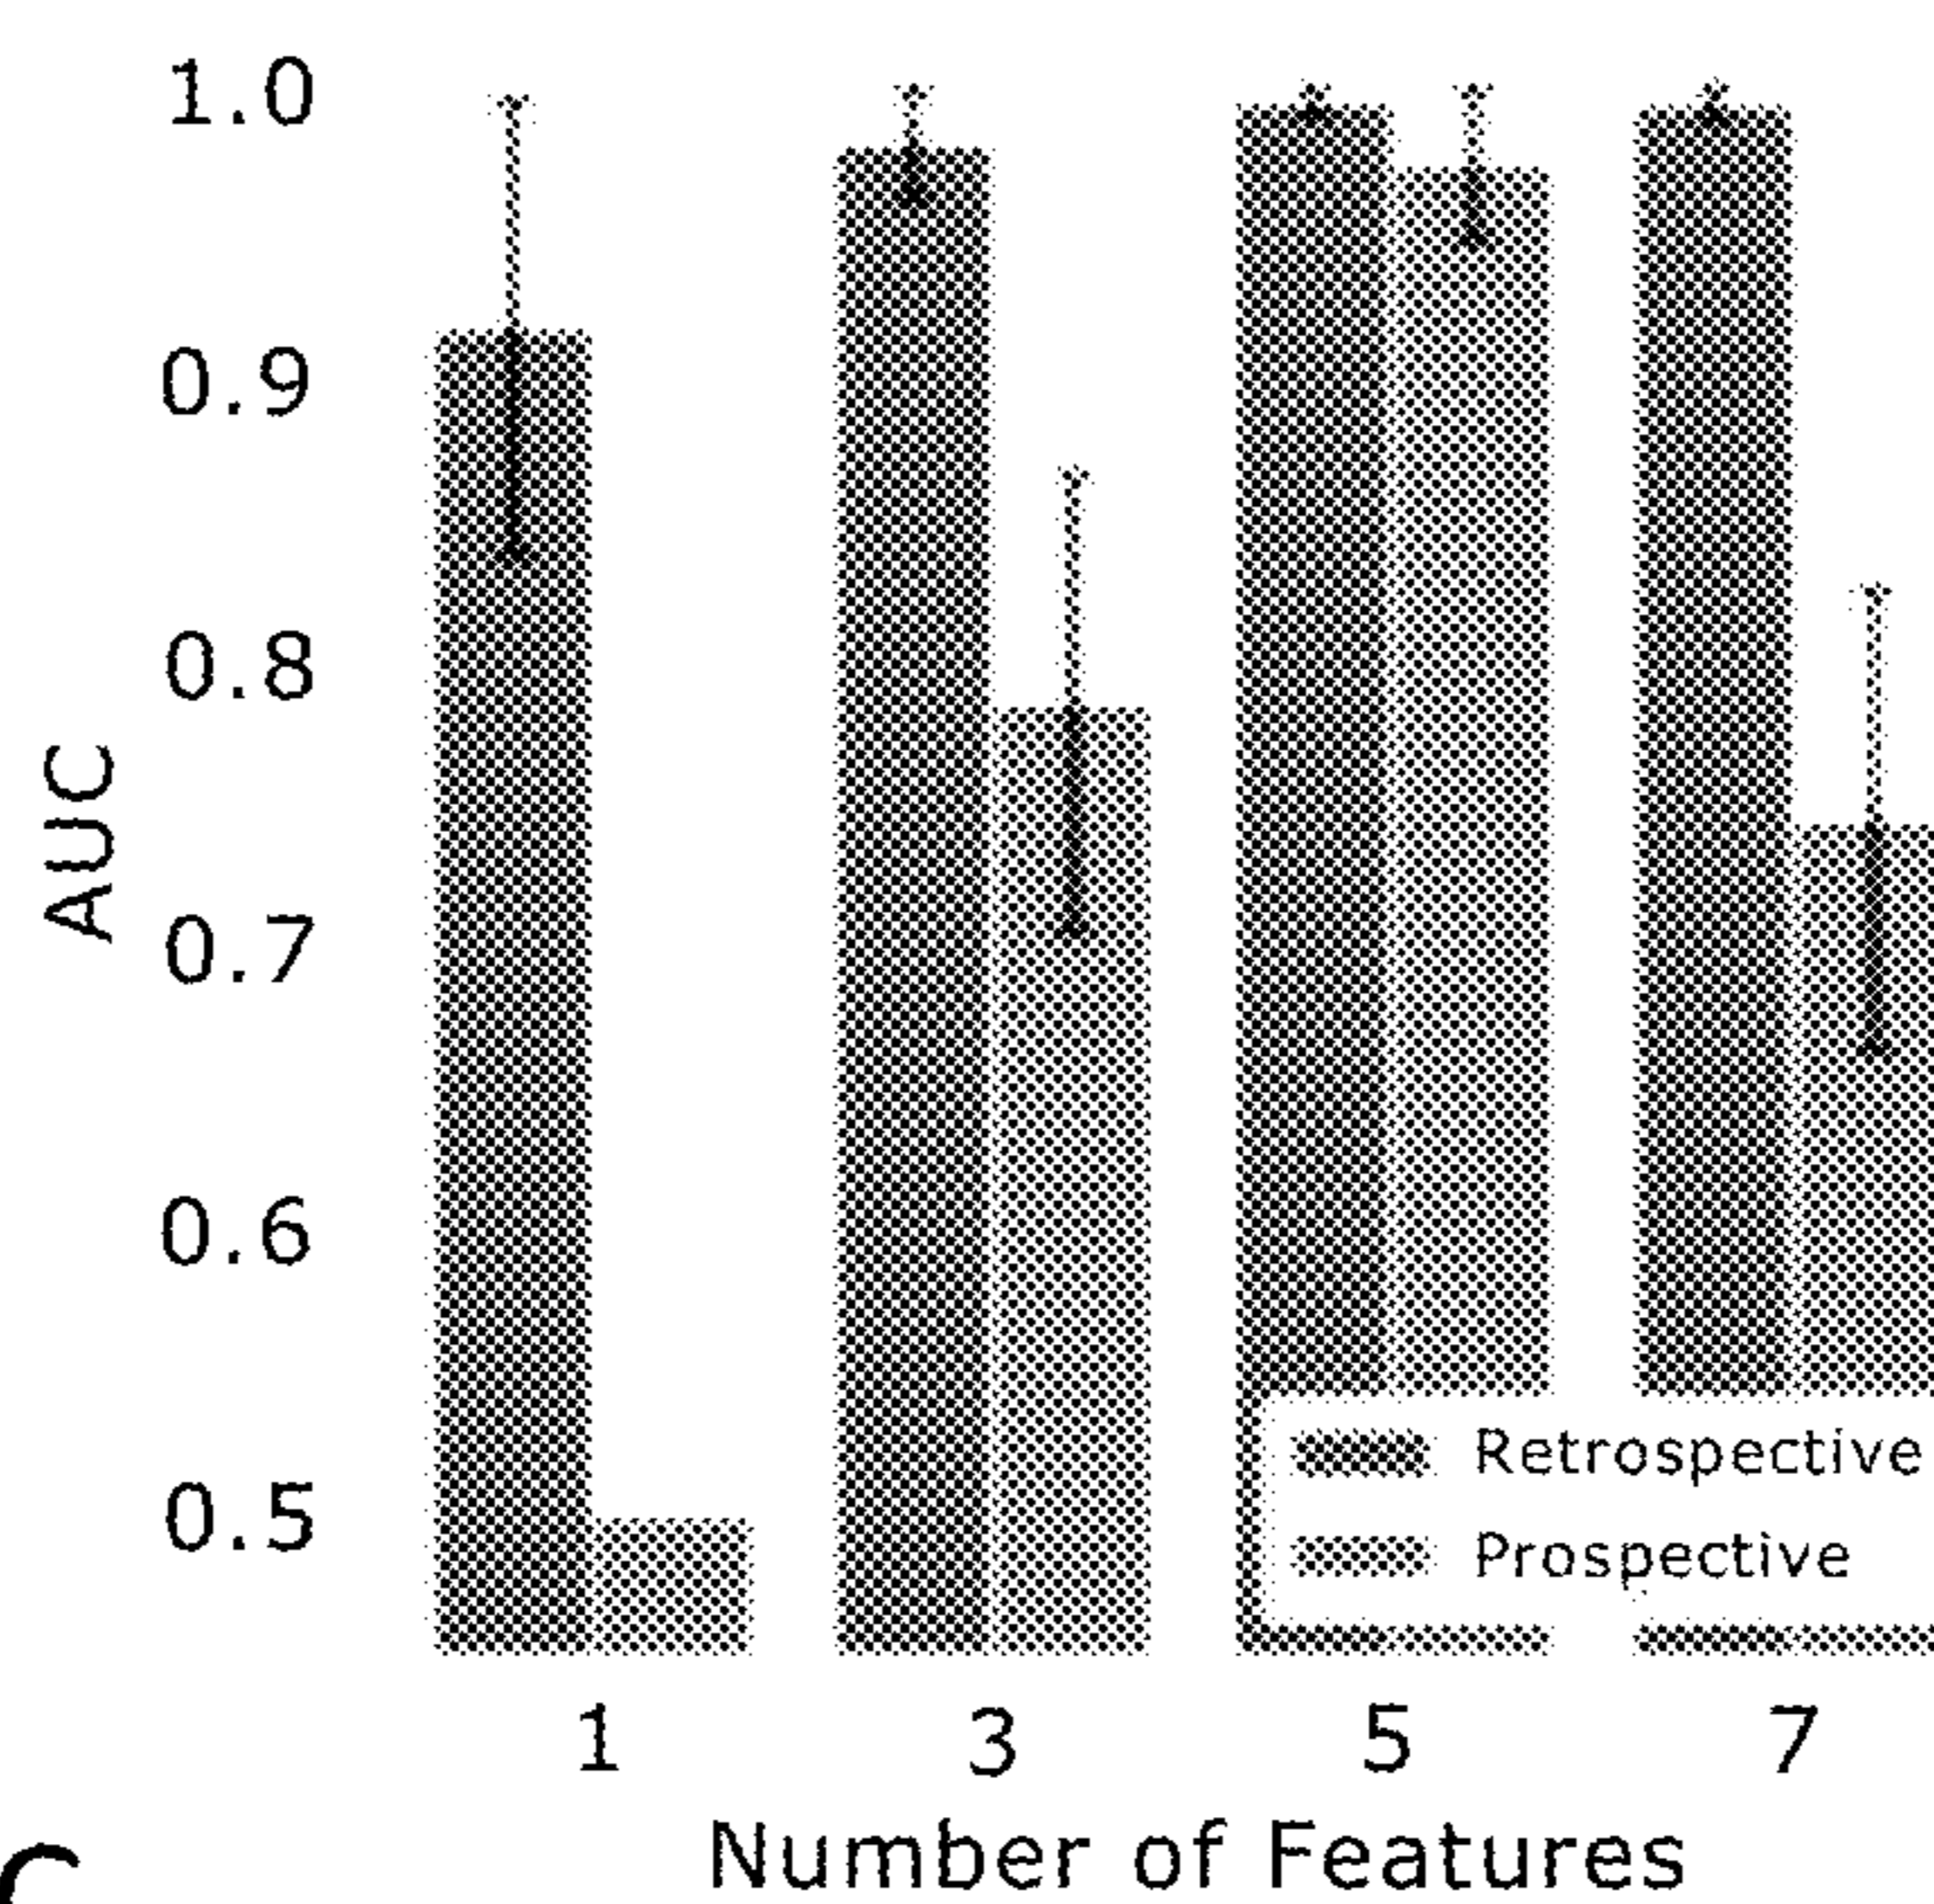 1.0
0.9
0.8
0.7
0.6
0.5
AUC
Retrospective
Prospective
1 3 5 7
Number of Features
C